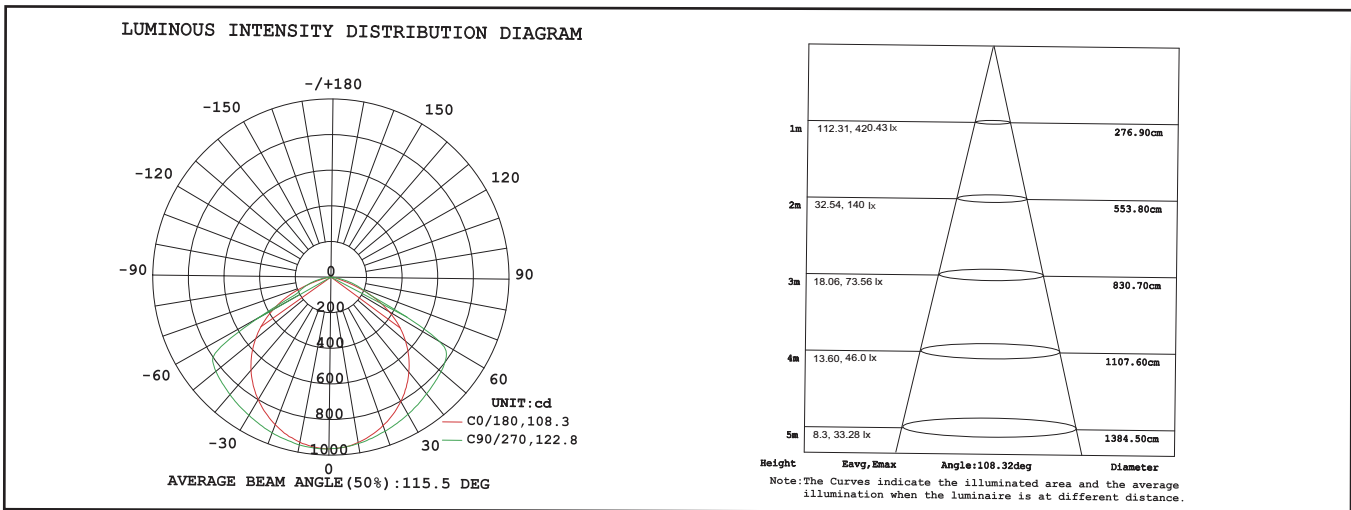 LUMINOUS INTENSITY DISTRIBUTION DIAGRAM
-/+180
-150
150
-120
120
-90
90
0
200
400
600
800
1000
-60
60
-30
30
0
UNIT:cd
C0/180,108.3
C90/270,122.8
AVERAGE BEAM ANGLE(50%):115.5 DEG
1m 112.31, 420.43 lx 276.90cm
2m 32.54, 140 lx 553.80cm
3m 18.06, 73.56 lx 830.70cm
4m 13.60, 46.0 lx 1107.60cm
5m 8.3, 33.28 lx 1384.50cm
Height Eavg,Emax Angle:108.32deg Diameter
Note:The Curves indicate the illuminated area and the average
illumination when the luminaire is at different distance.